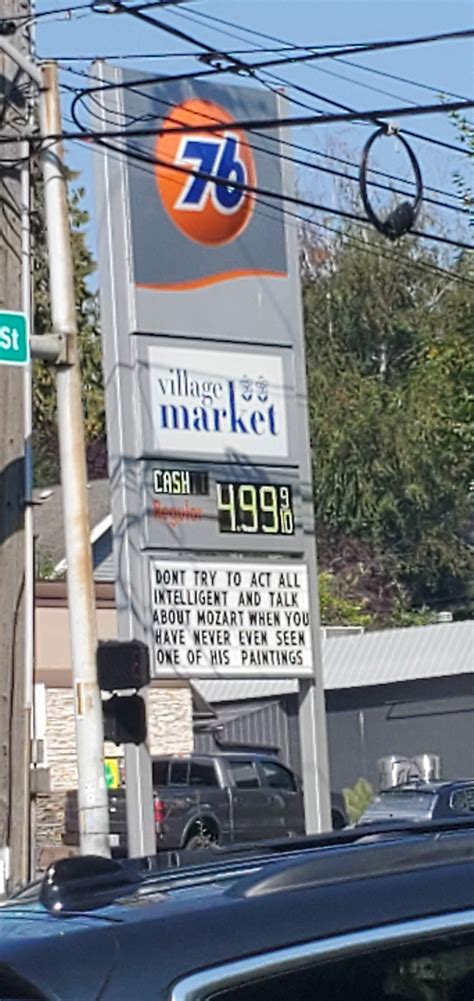 76
St
village
market
CASH
Regular 4.99 9/10
DONT TRY TO ACT ALL
INTELLIGENT AND TALK
ABOUT MOZART WHEN YOU
HAVE NEVER EVEN SEEN
ONE OF HIS PAINTINGS